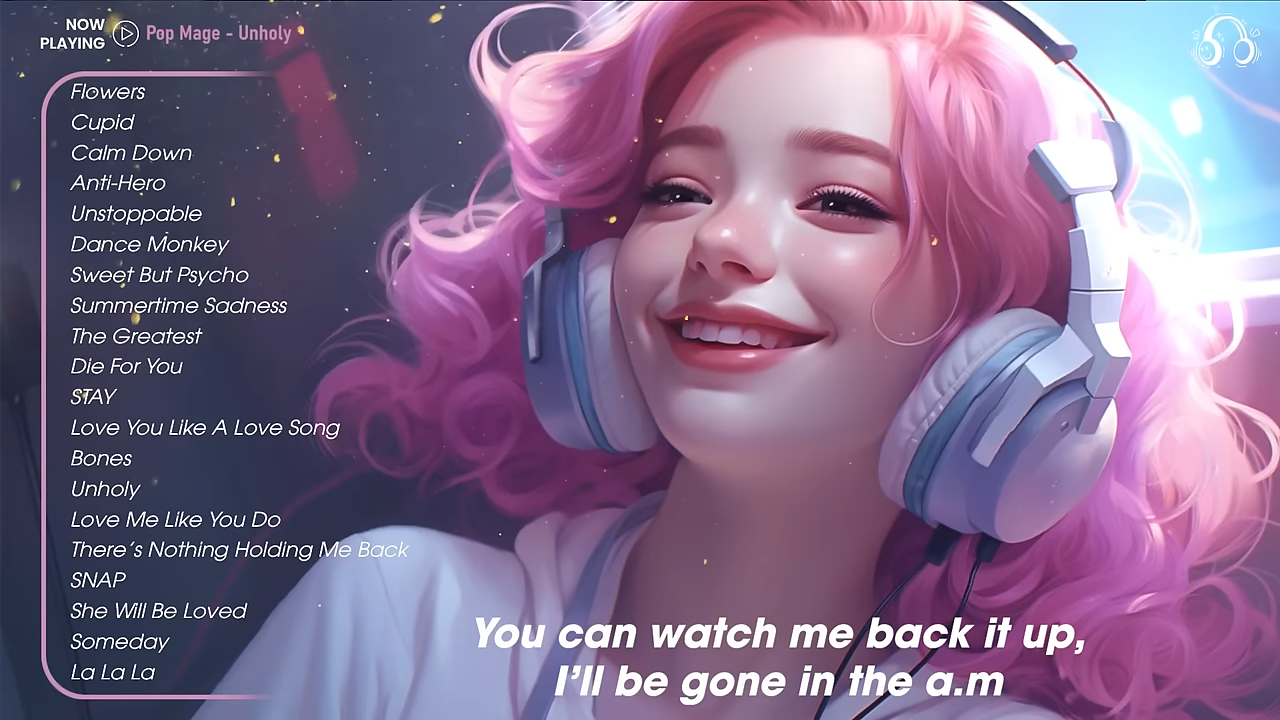 NOW
PLAYING
Pop Mage - Unholy
Flowers
Cupid
Calm Down
Anti-Hero
Unstoppable
Dance Monkey
Sweet But Psycho
Summertime Sadness
The Greatest
Die For You
STAY
Love You Like A Love Song
Bones
Unholy
Love Me Like You Do
There´s Nothing Holding Me Back
SNAP
She Will Be Loved
Someday
La La La
You can watch me back it up,
I’ll be gone in the a.m